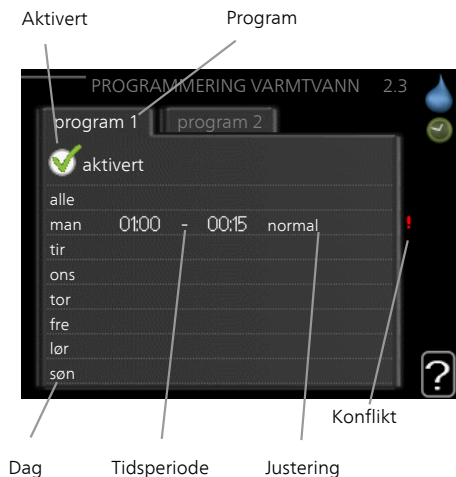 Aktivert Program
PROGRAMMERING VARMTVANN 2.3
program 1 program 2
aktivert
alle
man 01:00 - 00:15 normal !
tir
ons
tor
fre
lør
søn
?
Konflikt
Dag Tidsperiode Justering